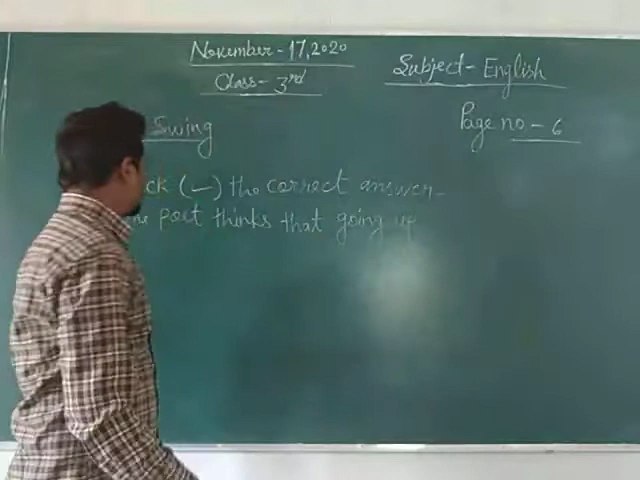 November - 17, 2020
Class - 3rd
Subject - English
Page no - 6
Swing
ck (—) the correct answer -
he poet thinks that going up